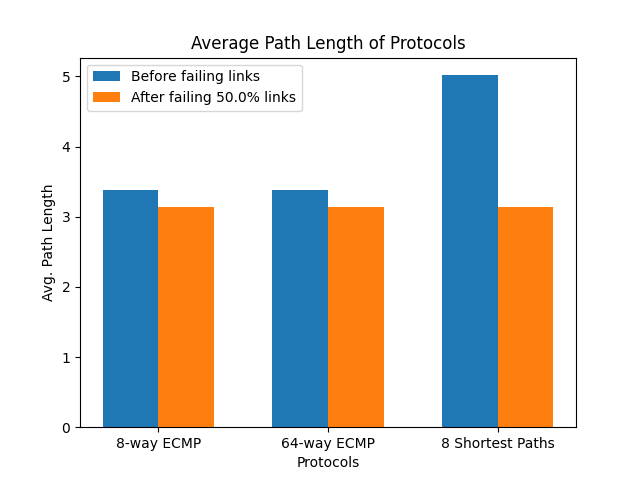 Average Path Length of Protocols
Before failing links
After failing 50.0% links
5
4
3
2
1
0
Avg. Path Length
8-way ECMP
64-way ECMP
8 Shortest Paths
Protocols